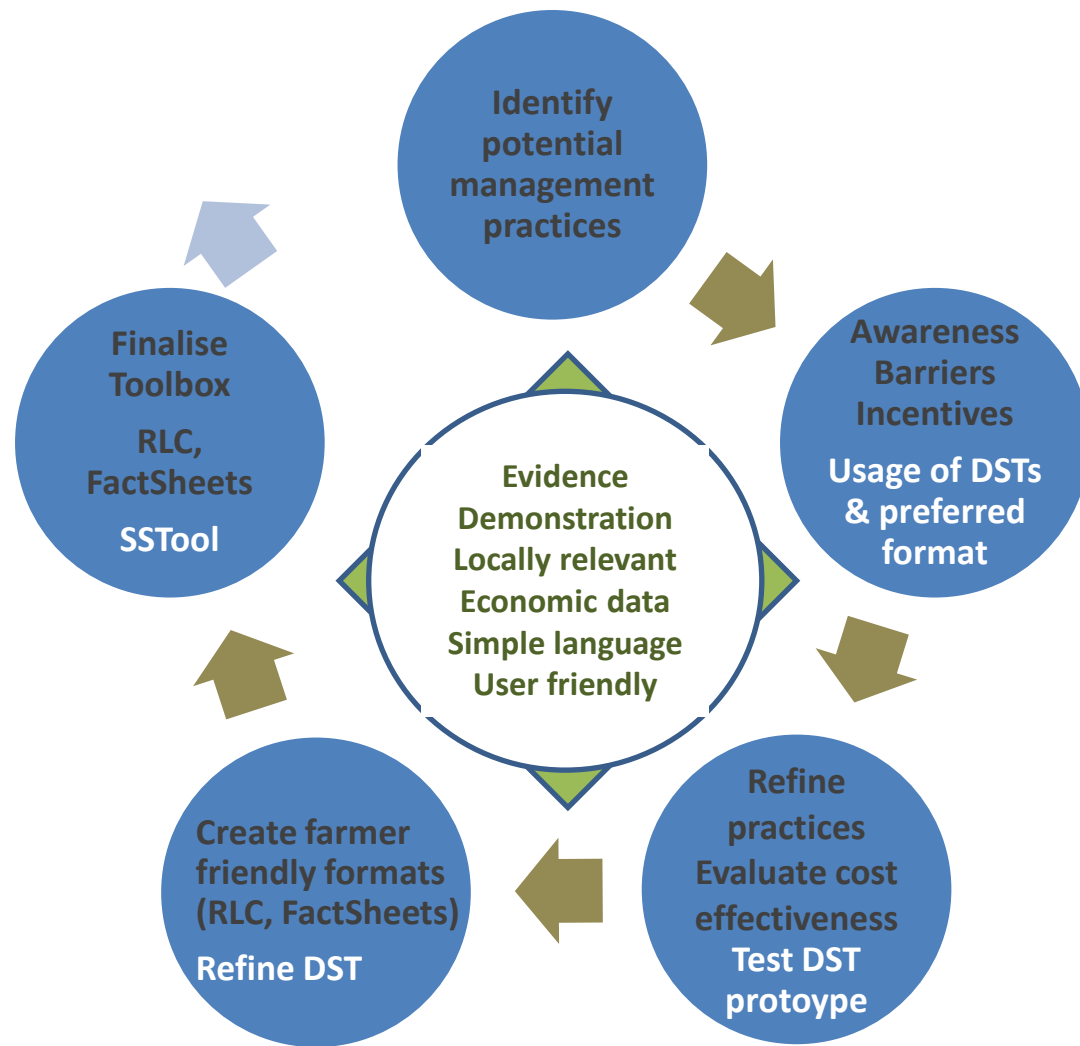 Identify
potential
management
practices
Awareness
Barriers
Incentives
Usage of DSTs
& preferred
format
Refine
practices
Evaluate cost
effectiveness
Test DST
protoype
Create farmer
friendly formats
(RLC, FactSheets)
Refine DST
Finalise
Toolbox
RLC,
FactSheets
SSTool
Evidence
Demonstration
Locally relevant
Economic data
Simple language
User friendly